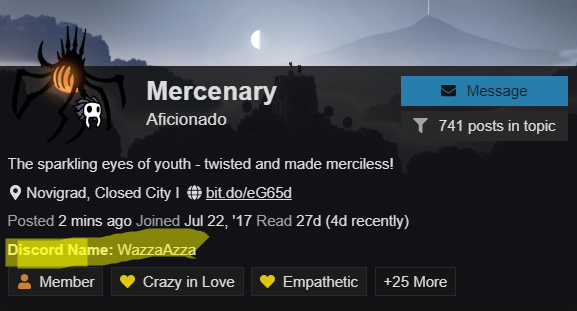 Mercenary
Aficionado
Message
741 posts in topic
The sparkling eyes of youth - twisted and made merciless!
Novigrad, Closed City I bit.do/eG65d
Posted 2 mins ago Joined Jul 22, '17 Read 27d (4d recently)
Discord Name: WazzaAzza
Member Crazy in Love Empathetic +25 More